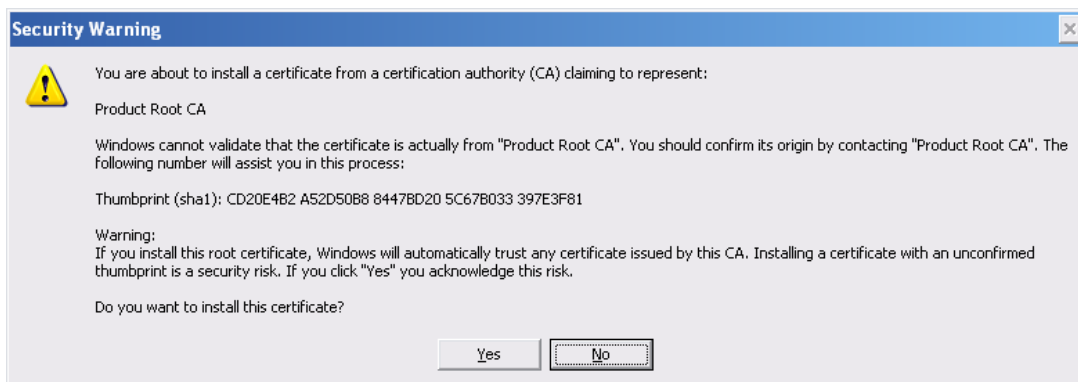 Security Warning
You are about to install a certificate from a certification authority (CA) claiming to represent:
Product Root CA
Windows cannot validate that the certificate is actually from "Product Root CA". You should confirm its origin by contacting "Product Root CA". The
following number will assist you in this process:
Thumbprint (sha1): CD20E4B2 A52D50B8 8447BD20 5C67B033 397E3F81
Warning:
If you install this root certificate, Windows will automatically trust any certificate issued by this CA. Installing a certificate with an unconfirmed
thumbprint is a security risk. If you click "Yes" you acknowledge this risk.
Do you want to install this certificate?
Yes No